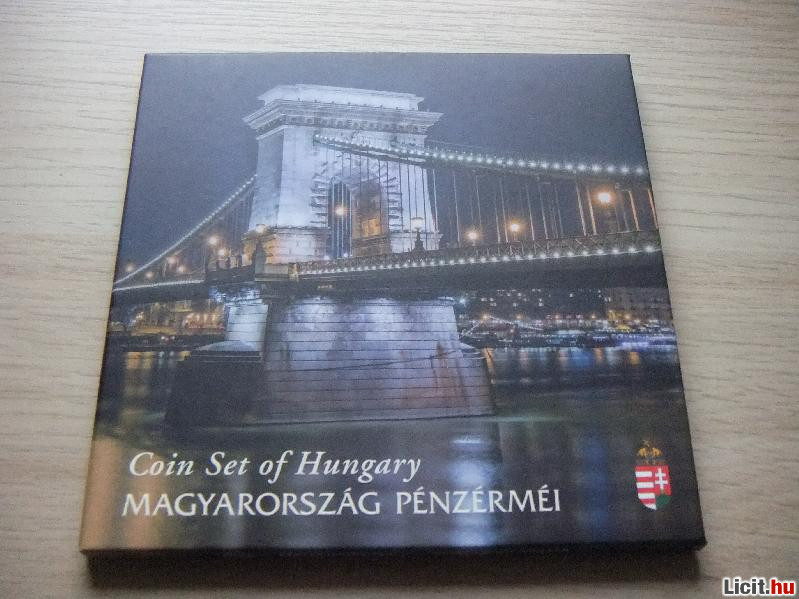 Coin Set of Hungary
MAGYARORSZÁG PÉNZÉRMÉI
Licit.hu